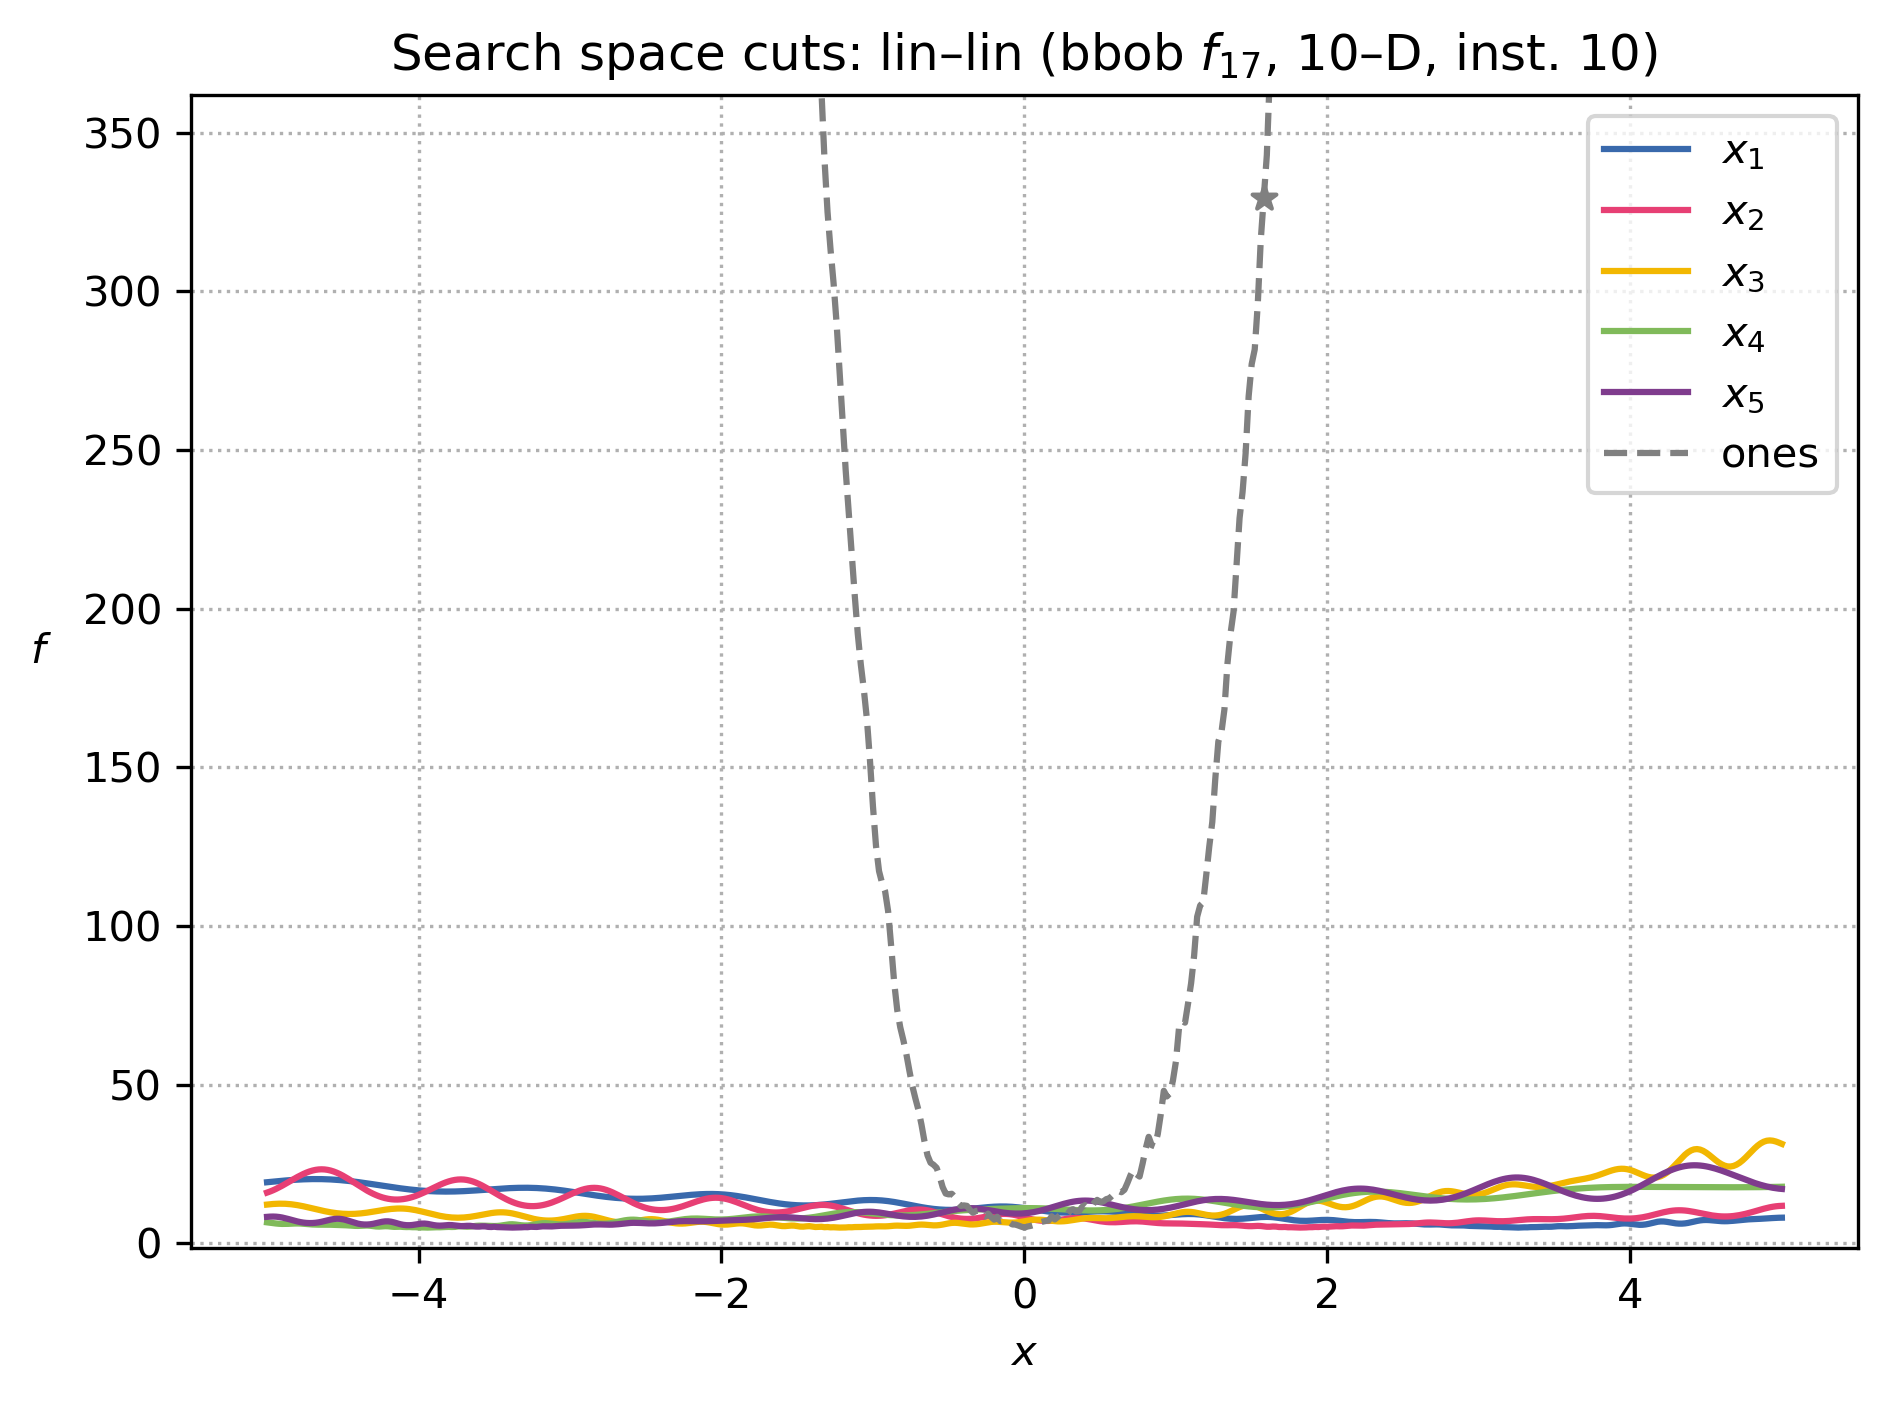 Search space cuts: lin–lin (bbob f₁₇, 10–D, inst. 10)
350
300
250
200
150
100
50
0
f
−4
−2
0
2
4
x
x₁
x₂
x₃
x₄
x₅
ones